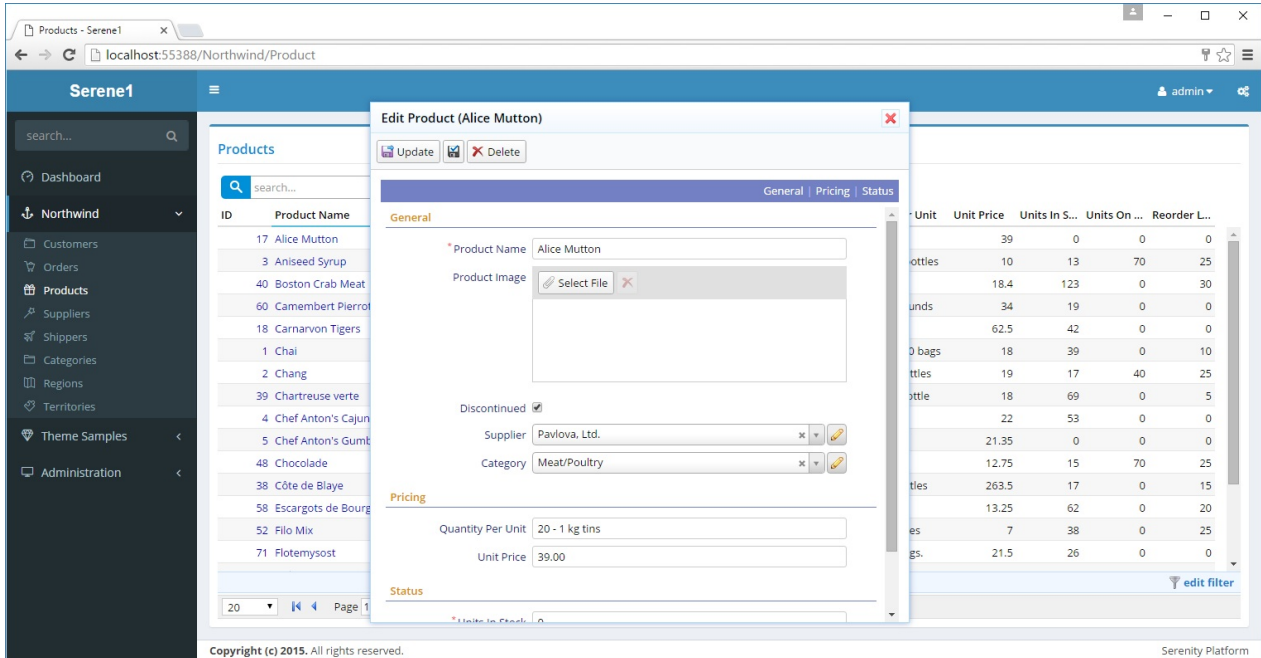 Products - Serene1
localhost:55388/Northwind/Product
Serene1
admin
search...
Dashboard
Northwind
Customers
Orders
Products
Suppliers
Shippers
Categories
Regions
Territories
Theme Samples
Administration
Products
search...
ID Product Name Unit Unit Price Units In S... Units On ... Reorder L...
17 Alice Mutton 39 0 0 0
3 Aniseed Syrup ottles 10 13 70 25
40 Boston Crab Meat 18.4 123 0 30
60 Camembert Pierrot unds 34 19 0 0
18 Carnarvon Tigers 62.5 42 0 0
1 Chai 0 bags 18 39 0 10
2 Chang ttles 19 17 40 25
39 Chartreuse verte ottle 18 69 0 5
4 Chef Anton's Cajun 22 53 0 0
5 Chef Anton's Gumb 21.35 0 0 0
48 Chocolade 12.75 15 70 25
38 Côte de Blaye tles 263.5 17 0 15
58 Escargots de Bourg 13.25 62 0 20
52 Filo Mix es 7 38 0 25
71 Flotemysost gs. 21.5 26 0 0
edit filter
20 Page 1
Edit Product (Alice Mutton)
Update Delete
General | Pricing | Status
General
*Product Name Alice Mutton
Product Image Select File
Discontinued
Supplier Pavlova, Ltd.
Category Meat/Poultry
Pricing
Quantity Per Unit 20 - 1 kg tins
Unit Price 39.00
Status
*Units In Stock 0
Copyright (c) 2015. All rights reserved.
Serenity Platform